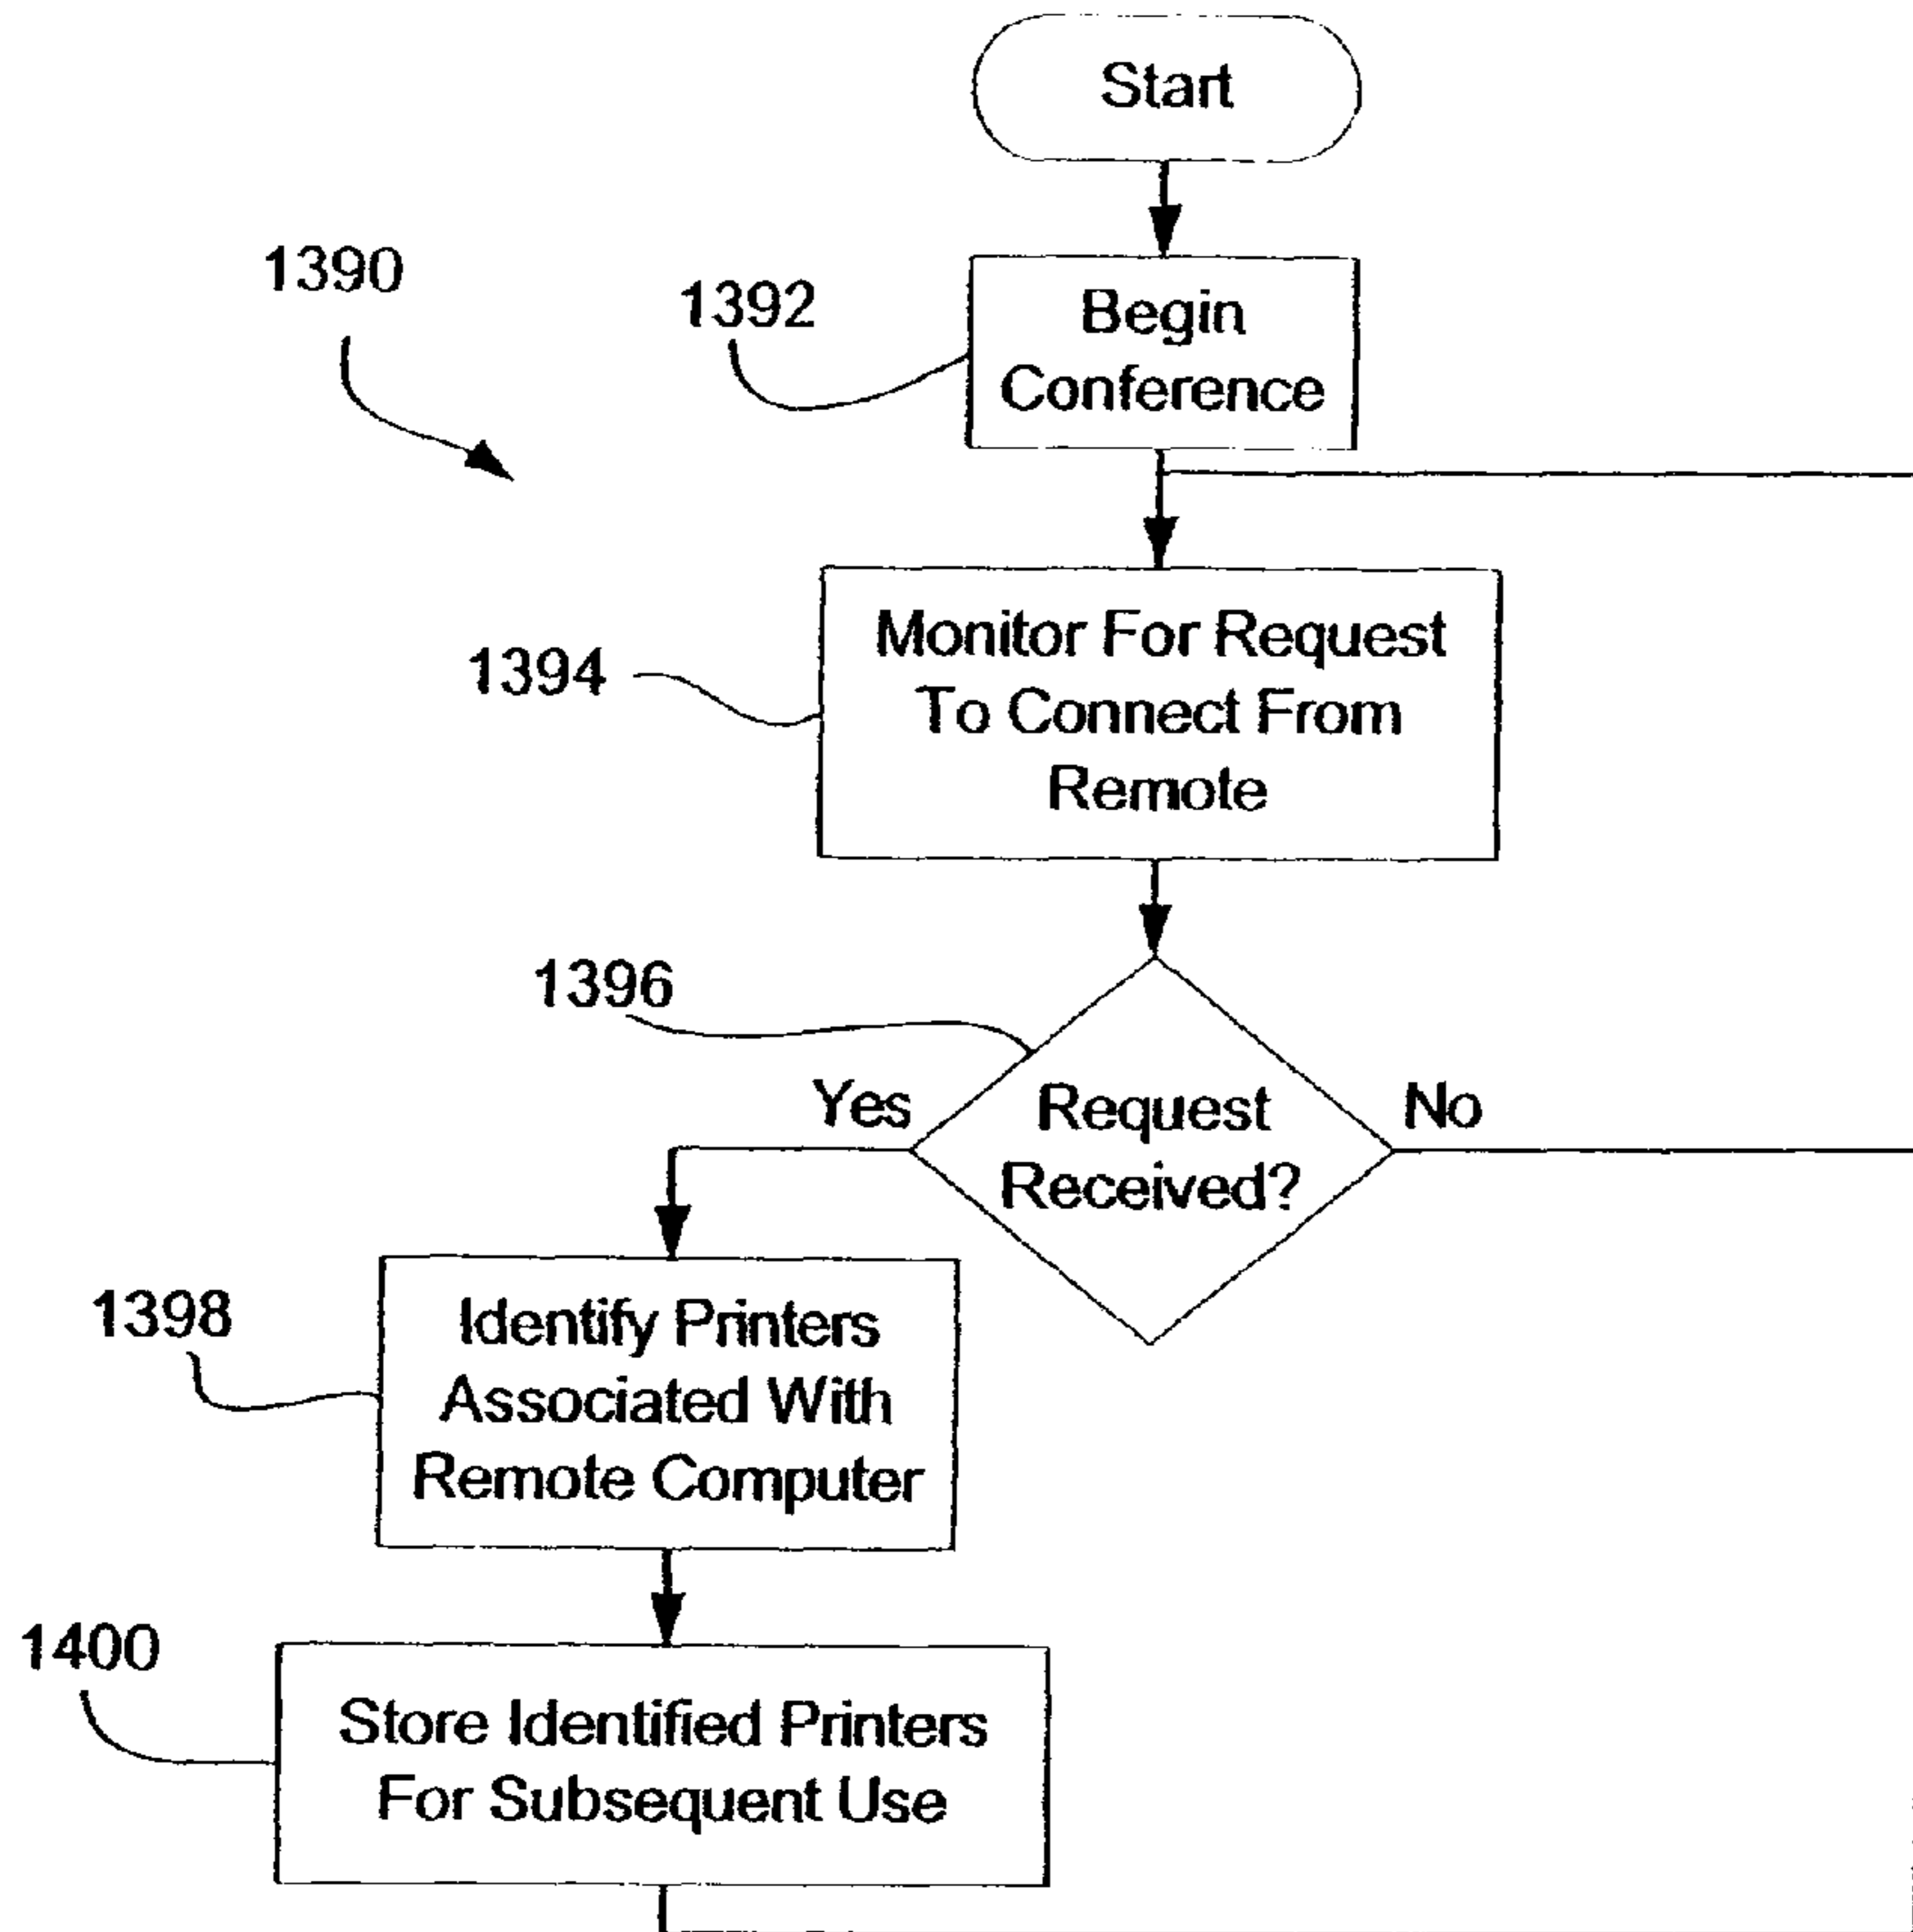 Start
1390
1392
Begin
Conference
1394
Monitor For Request
To Connect From
Remote
1396
Yes
Request
Received?
No
1398
Identify Printers
Associated With
Remote Computer
1400
Store Identified Printers
For Subsequent Use